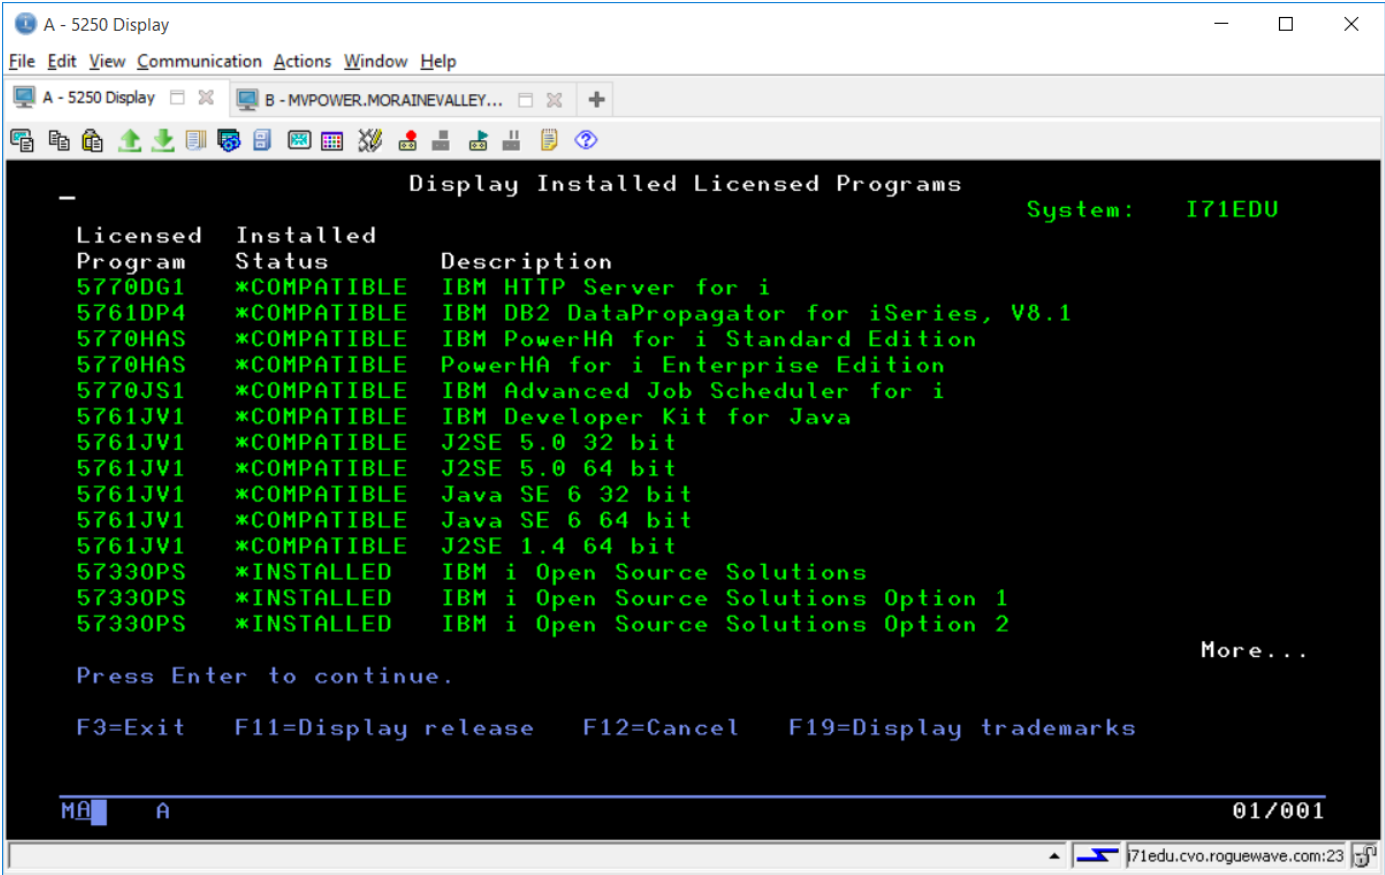 A - 5250 Display
File Edit View Communication Actions Window Help
A - 5250 Display B - MVPOWER.MORAINEVALLEY...
Display Installed Licensed Programs
System: I71EDU
Licensed Installed
Program Status Description
5770DG1 *COMPATIBLE IBM HTTP Server for i
5761DP4 *COMPATIBLE IBM DB2 DataPropagator for iSeries, V8.1
5770HAS *COMPATIBLE IBM PowerHA for i Standard Edition
5770HAS *COMPATIBLE PowerHA for i Enterprise Edition
5770JS1 *COMPATIBLE IBM Advanced Job Scheduler for i
5761JV1 *COMPATIBLE IBM Developer Kit for Java
5761JV1 *COMPATIBLE J2SE 5.0 32 bit
5761JV1 *COMPATIBLE J2SE 5.0 64 bit
5761JV1 *COMPATIBLE Java SE 6 32 bit
5761JV1 *COMPATIBLE Java SE 6 64 bit
5761JV1 *COMPATIBLE J2SE 1.4 64 bit
5733OPS *INSTALLED IBM i Open Source Solutions
5733OPS *INSTALLED IBM i Open Source Solutions Option 1
5733OPS *INSTALLED IBM i Open Source Solutions Option 2
More...
Press Enter to continue.
F3=Exit F11=Display release F12=Cancel F19=Display trademarks
MA A 01/001
i71edu.cvo.roguewave.com:23